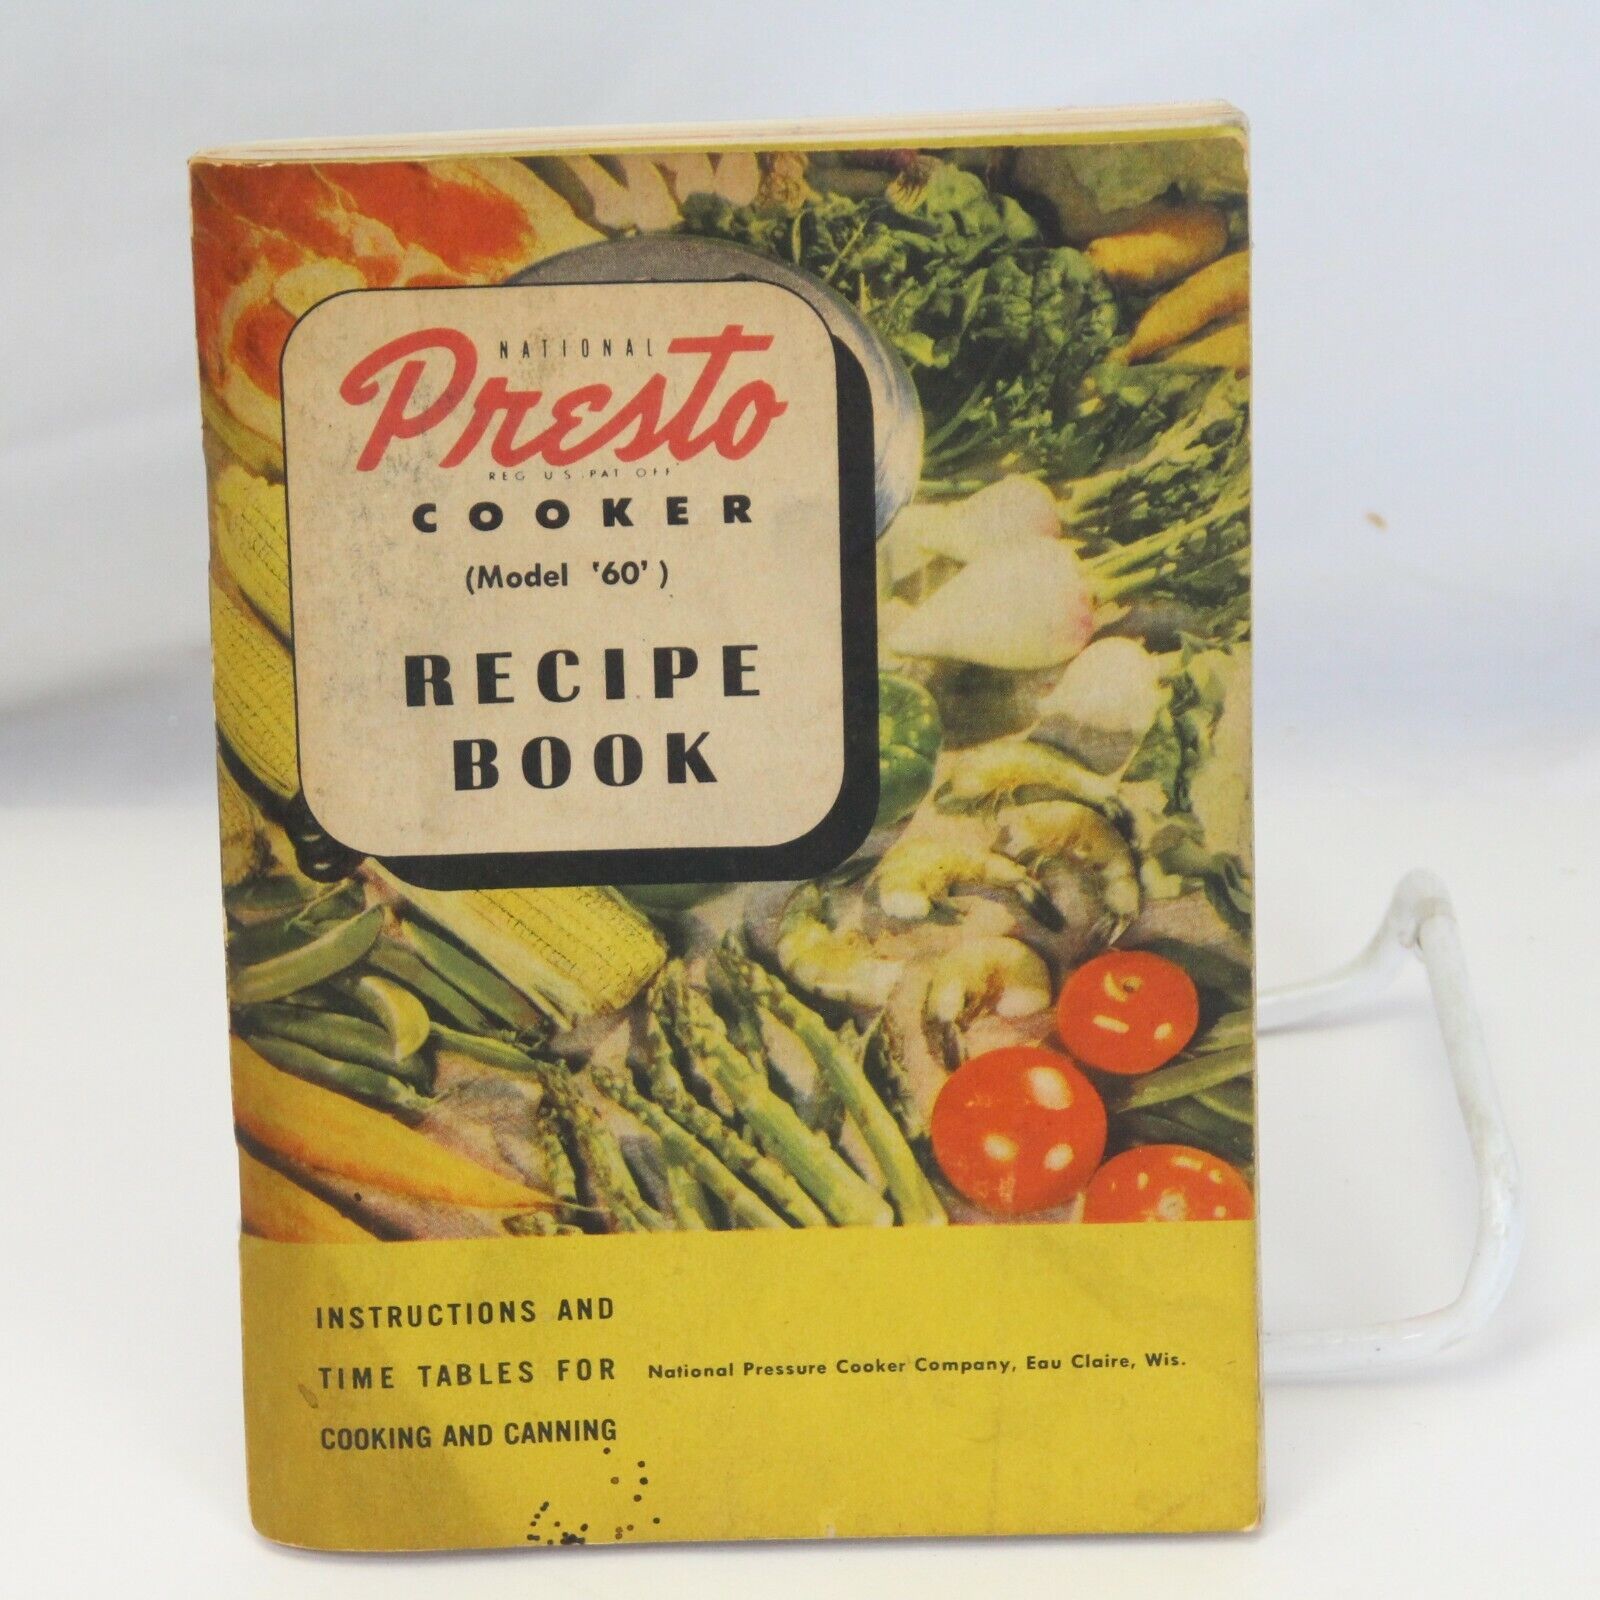 NATIONAL
Presto
REG U.S. PAT OFF
COOKER
(Model '60')
RECIPE
BOOK
INSTRUCTIONS AND
TIME TABLES FOR
COOKING AND CANNING
National Pressure Cooker Company, Eau Claire, Wis.